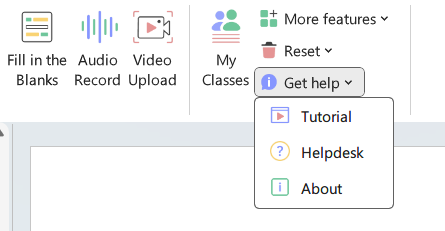 Fill in the
Blanks
Audio
Record
Video
Upload
My
Classes
More features
Reset
Get help
Tutorial
Helpdesk
About